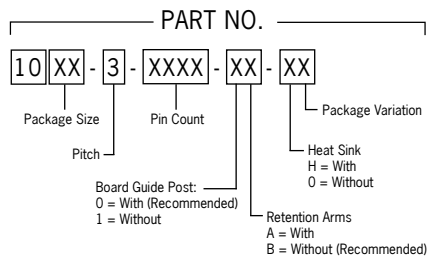 PART NO.
10 XX - 3 - XXXX - XX - XX
Package Variation
Package Size
Pin Count
Pitch
Heat Sink
H = With
0 = Without
Board Guide Post:
0 = With (Recommended)
1 = Without
Retention Arms
A = With
B = Without (Recommended)